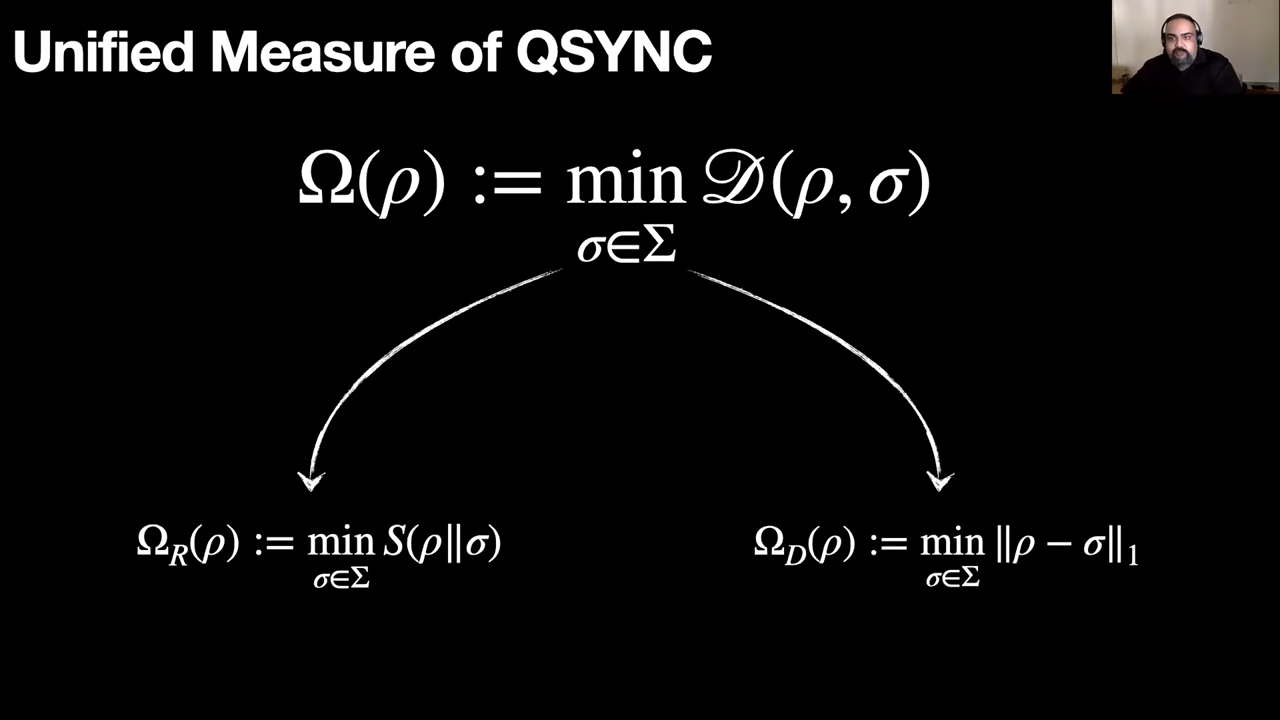 Unified Measure of QSYNC
Ω(ρ) := min 𝒟(ρ, σ)
σ∈Σ
Ω_R(ρ) := min S(ρ∥σ)
σ∈Σ
Ω_D(ρ) := min ∥ρ − σ∥₁
σ∈Σ